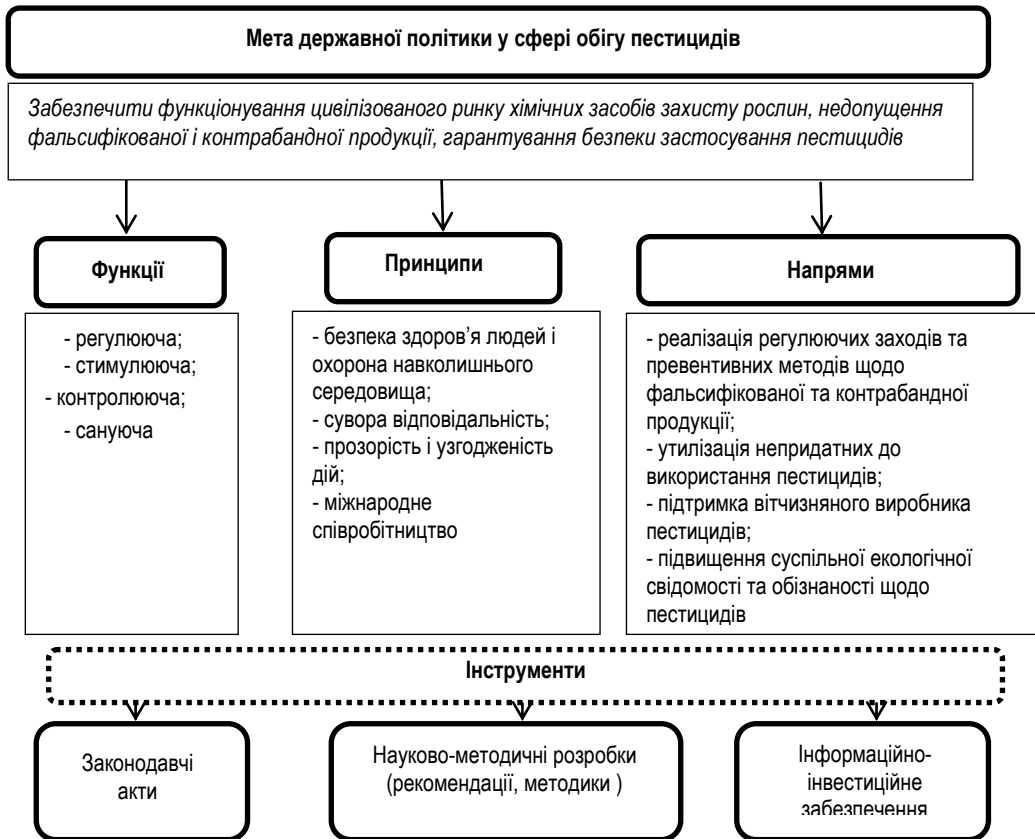 Мета державної політики у сфері обігу пестицидів
Забезпечити функціонування цивілізованого ринку хімічних засобів захисту рослин, недопущення
фальсифікованої і контрабандної продукції, гарантування безпеки застосування пестицидів
Функції
- регулююча;
- стимулююча;
- контролююча;
- сануюча
Принципи
- безпека здоров’я людей і
охорона навколишнього
середовища;
- сувора відповідальність;
- прозорість і узгодженість
дій;
- міжнародне
співробітництво
Напрями
- реалізація регулюючих заходів та
превентивних методів щодо
фальсифікованої та контрабандної
продукції;
- утилізація непридатних до
використання пестицидів;
- підтримка вітчизняного виробника
пестицидів;
- підвищення суспільної екологічної
свідомості та обізнаності щодо
пестицидів
Інструменти
Законодавчі
акти
Науково-методичні розробки
(рекомендації, методики )
Інформаційно-
інвестиційне
забезпечення